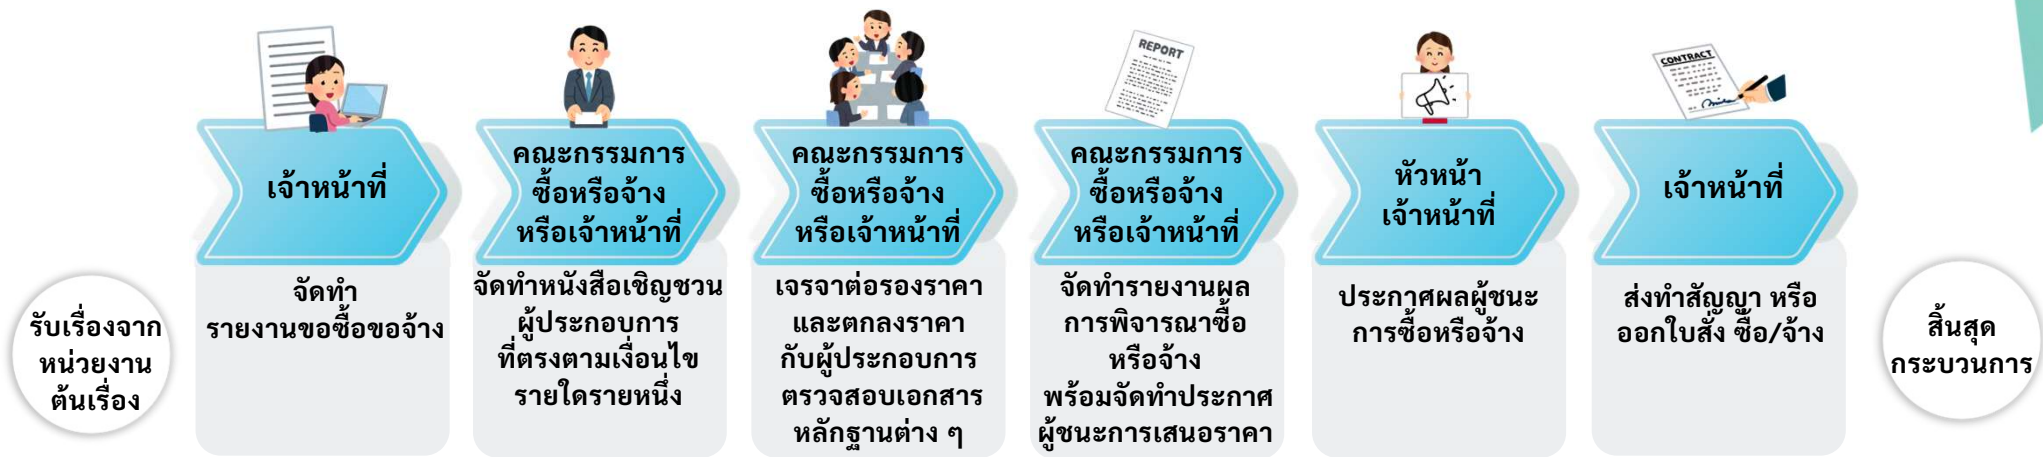 รับเรื่องจาก
หน่วยงาน
ต้นเรื่อง
เจ้าหน้าที่
จัดทำ
รายงานขอซื้อขอจ้าง
คณะกรรมการ
ซื้อหรือจ้าง
หรือเจ้าหน้าที่
จัดทำหนังสือเชิญชวน
ผู้ประกอบการ
ที่ตรงตามเงื่อนไข
รายใดรายหนึ่ง
คณะกรรมการ
ซื้อหรือจ้าง
หรือเจ้าหน้าที่
เจรจาต่อรองราคา
และตกลงราคา
กับผู้ประกอบการ
ตรวจสอบเอกสาร
หลักฐานต่าง ๆ
REPORT
คณะกรรมการ
ซื้อหรือจ้าง
หรือเจ้าหน้าที่
จัดทำรายงานผล
การพิจารณาซื้อ
หรือจ้าง
พร้อมจัดทำประกาศ
ผู้ชนะการเสนอราคา
หัวหน้า
เจ้าหน้าที่
ประกาศผลผู้ชนะ
การซื้อหรือจ้าง
CONTRACT
เจ้าหน้าที่
ส่งทำสัญญา หรือ
ออกใบสั่ง ซื้อ/จ้าง
สิ้นสุด
กระบวนการ